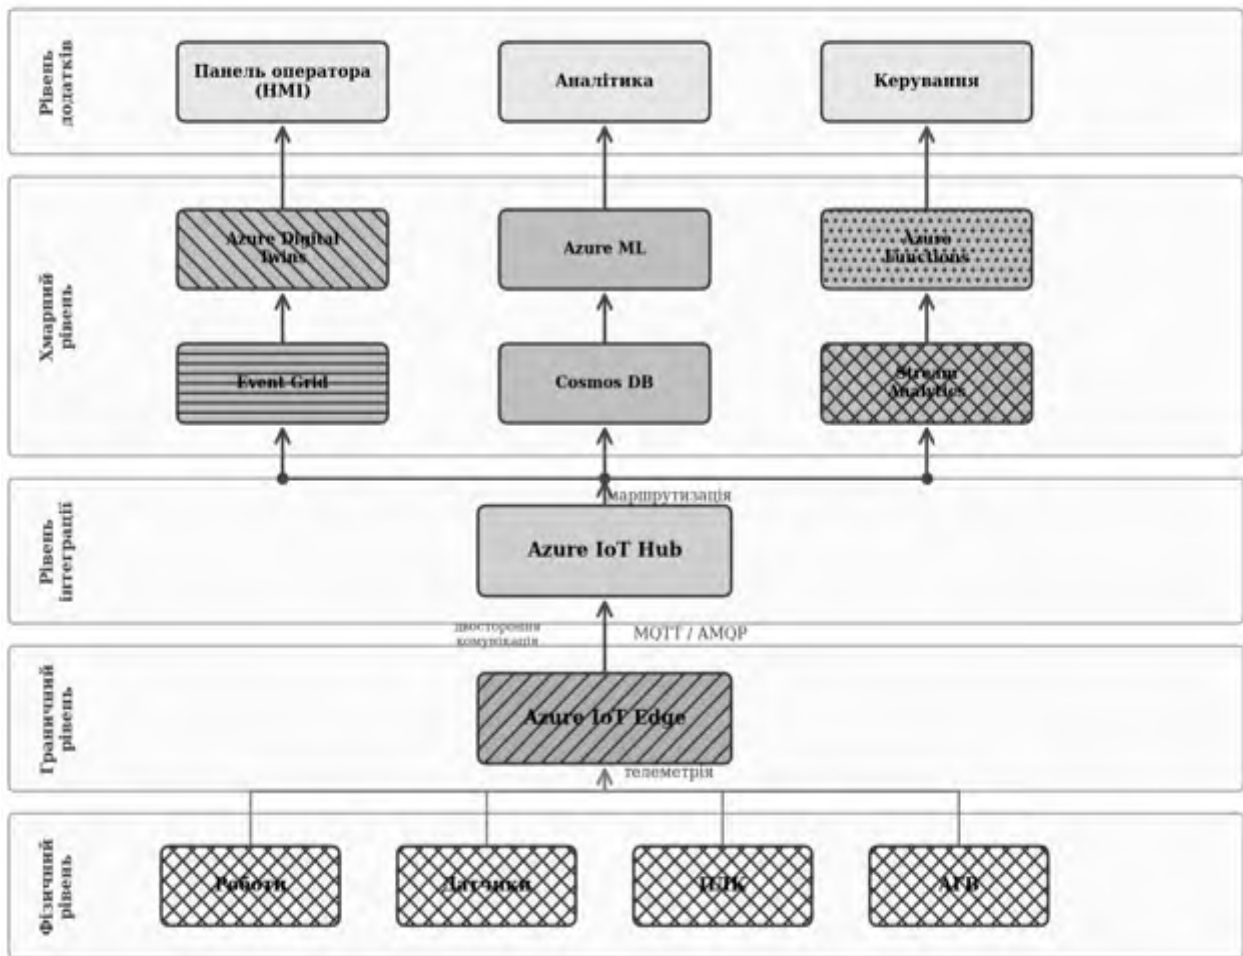 Рівень
додатків
Панель оператора
(HMI)
Аналітика
Керування
Хмарний
рівень
Azure Digital
Twins
Azure ML
Azure
Functions
Event Grid
Cosmos DB
Stream
Analytics
Рівень
інтеграції
маршрутизація
Azure IoT Hub
двостороння
комунікація
MQTT / AMQP
Граничний
рівень
Azure IoT Edge
телеметрія
Фізичний
рівень
Роботи
Датчики
ПЛК
АГВ